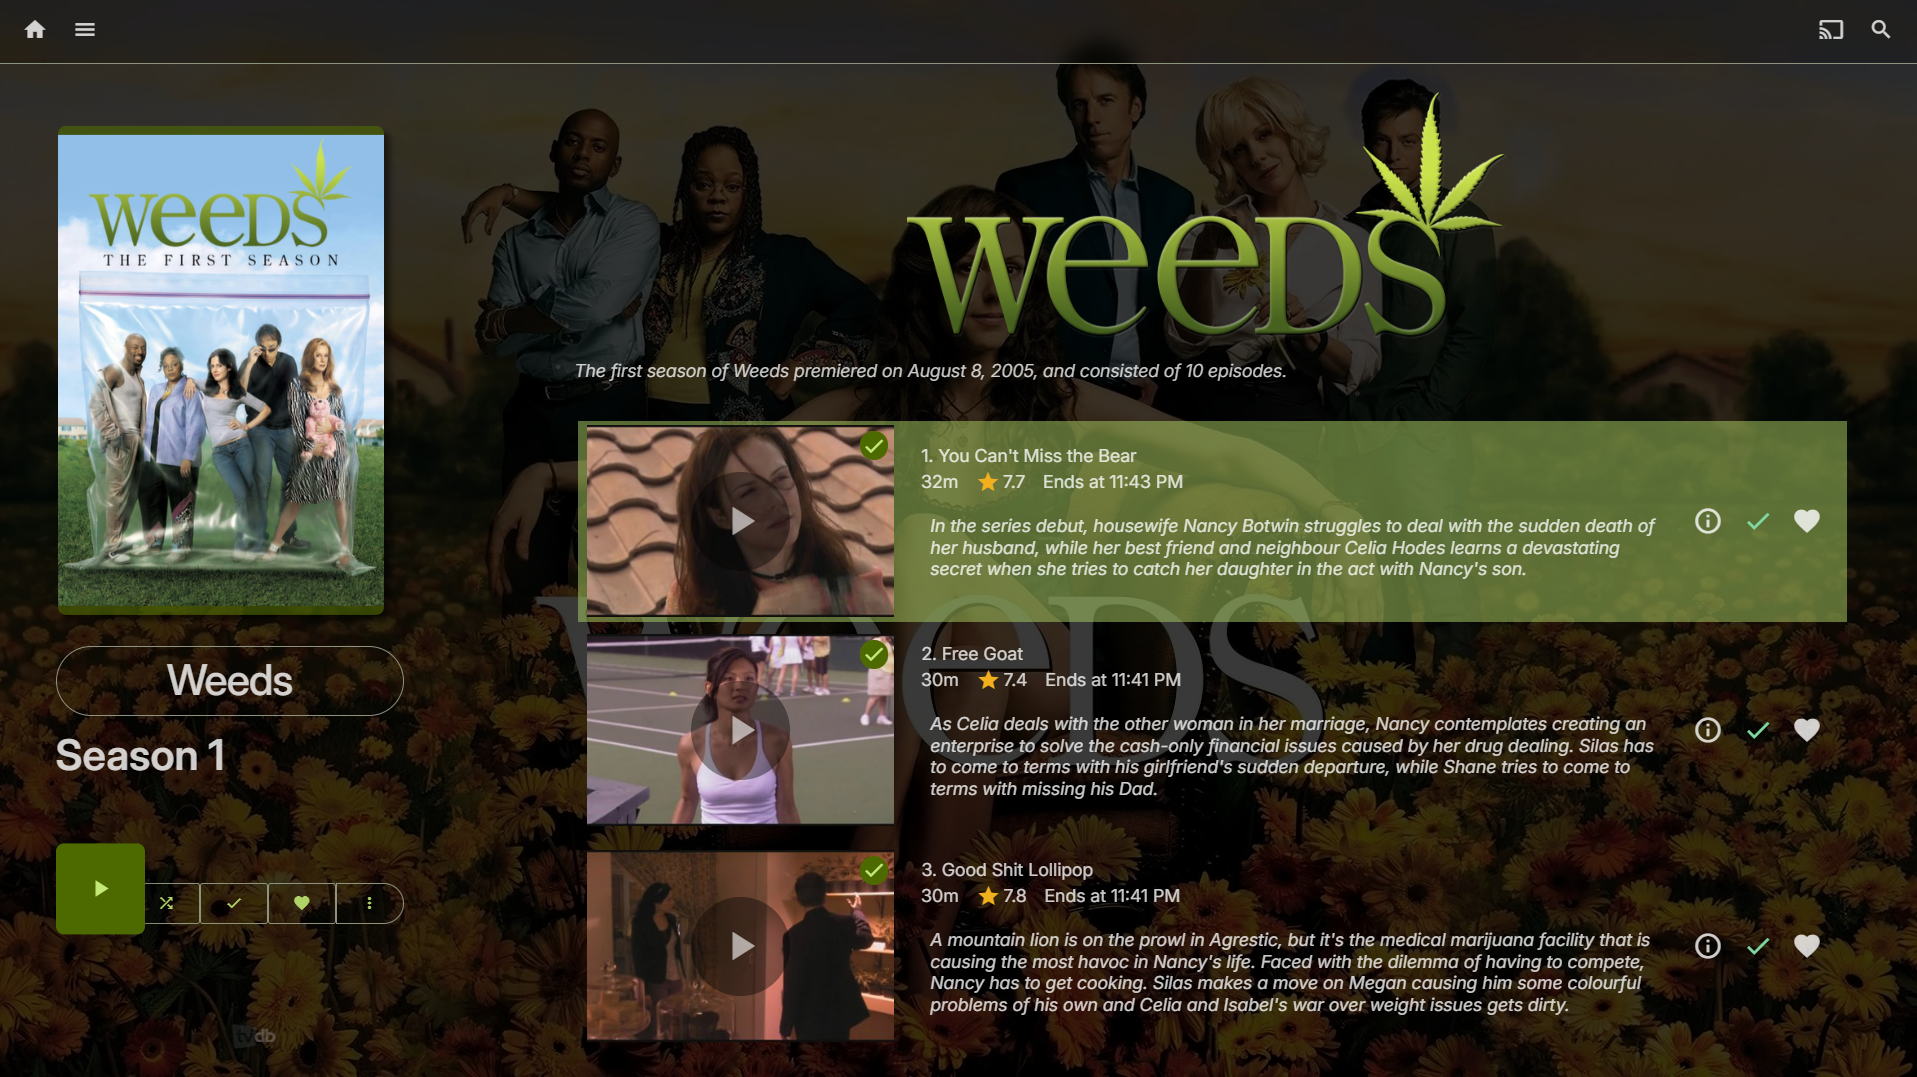 WEEDS
THE FIRST SEASON
WEEDS
The first season of Weeds premiered on August 8, 2005, and consisted of 10 episodes.
1. You Can't Miss the Bear
32m 7.7 Ends at 11:43 PM
In the series debut, housewife Nancy Botwin struggles to deal with the sudden death of
her husband, while her best friend and neighbour Celia Hodes learns a devastating
secret when she tries to catch her daughter in the act with Nancy's son.
WEEDS
2. Free Goat
30m 7.4 Ends at 11:41 PM
As Celia deals with the other woman in her marriage, Nancy contemplates creating an
enterprise to solve the cash-only financial issues caused by her drug dealing. Silas has
to come to terms with his girlfriend's sudden departure, while Shane tries to come to
terms with missing his Dad.
3. Good Shit Lollipop
30m 7.8 Ends at 11:41 PM
A mountain lion is on the prowl in Agrestic, but it's the medical marijuana facility that is
causing the most havoc in Nancy's life. Faced with the dilemma of having to compete,
Nancy has to get cooking. Silas makes a move on Megan causing him some colourful
problems of his own and Celia and Isabel's war over weight issues gets dirty.
Weeds
Season 1
tvdb